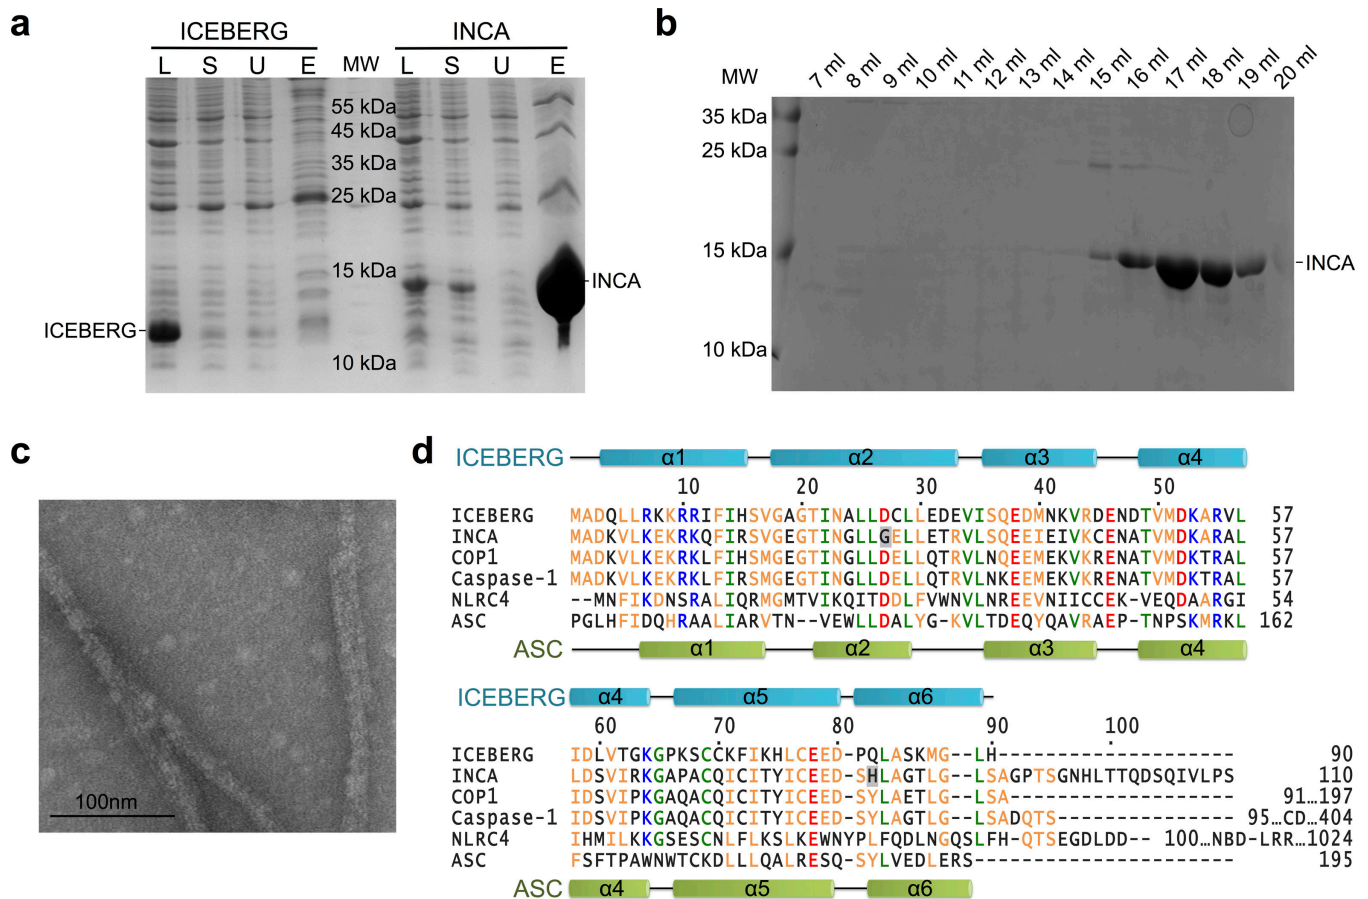 a
ICEBERG INCA
L S U E MW L S U E
55 kDa
45 kDa
35 kDa
25 kDa
15 kDa
10 kDa
ICEBERG
INCA
b
MW 7 ml 8 ml 9 ml 10 ml 11 ml 12 ml 13 ml 14 ml 15 ml 16 ml 17 ml 18 ml 19 ml 20 ml
35 kDa
25 kDa
15 kDa
10 kDa
INCA
c
100nm
d
ICEBERG α1 α2 α3 α4
10 20 30 40 50
ICEBERG MADQLLRKKRRIFIHSVGAGTINALLDCLLEDEVISQEDMNKVRDENDTVMDKARVL 57
INCA MADKVLKEKRKQFIRSVGEGTINGLLGELLETRVLSQEEIEIVKCENATVMDKARAL 57
COP1 MADKVLKEKRKLFIRSMGEGTINGLLDELLQTRVLNQEEMEKVKRENATVMDKTRAL 57
Caspase-1 MADKVLKEKRKLFIRSMGEGTINGLLDELLQTRVLNKEEMEKVKRENATVMDKTRAL 57
NLRC4 --MNFIKDNSRALIQRMGMTVIKQITDDLFVWNVLNREEVNIICCEK-VEQDAARGI 54
ASC PGLHFIDQHRAALIARVTN--VEWLLDALYG-KVLTDEQYQAVRAEP-TNPSKMRKL 162
ASC α1 α2 α3 α4
ICEBERG α4 α5 α6
60 70 80 90 100
ICEBERG IDLVTGKGPKSCCKFIKHLCEED-PQLASKMG--LH-------------------- 90
INCA LDSVIRKGAPACQICITYICEED-SHLAGTLG--LSAGPTSGNHLTTQDSQIVLPS 110
COP1 IDSVIPKGAQACQICITYICEED-SYLAETLG--LSA------------------- 91…197
Caspase-1 IDSVIPKGAQACQICITYICEED-SYLAGTLG--LSADQTS--------------- 95…CD…404
NLRC4 IHMILKKGSESCNLFLKSLKEWNYPLFQDLNGQSLFH-QTSEGDLDD-- 100…NBD-LRR…1024
ASC FSFTPAWNWTCKDLLLQALRESQ-SYLVEDLERS---------------------- 195
ASC α4 α5 α6